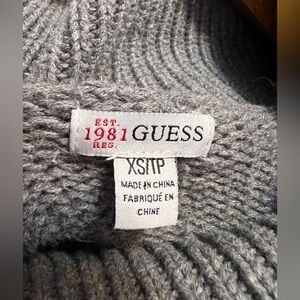 EST.
1981 GUESS
REG.
XS/TP
MADE IN CHINA
FABRIQUÉ EN
CHINE